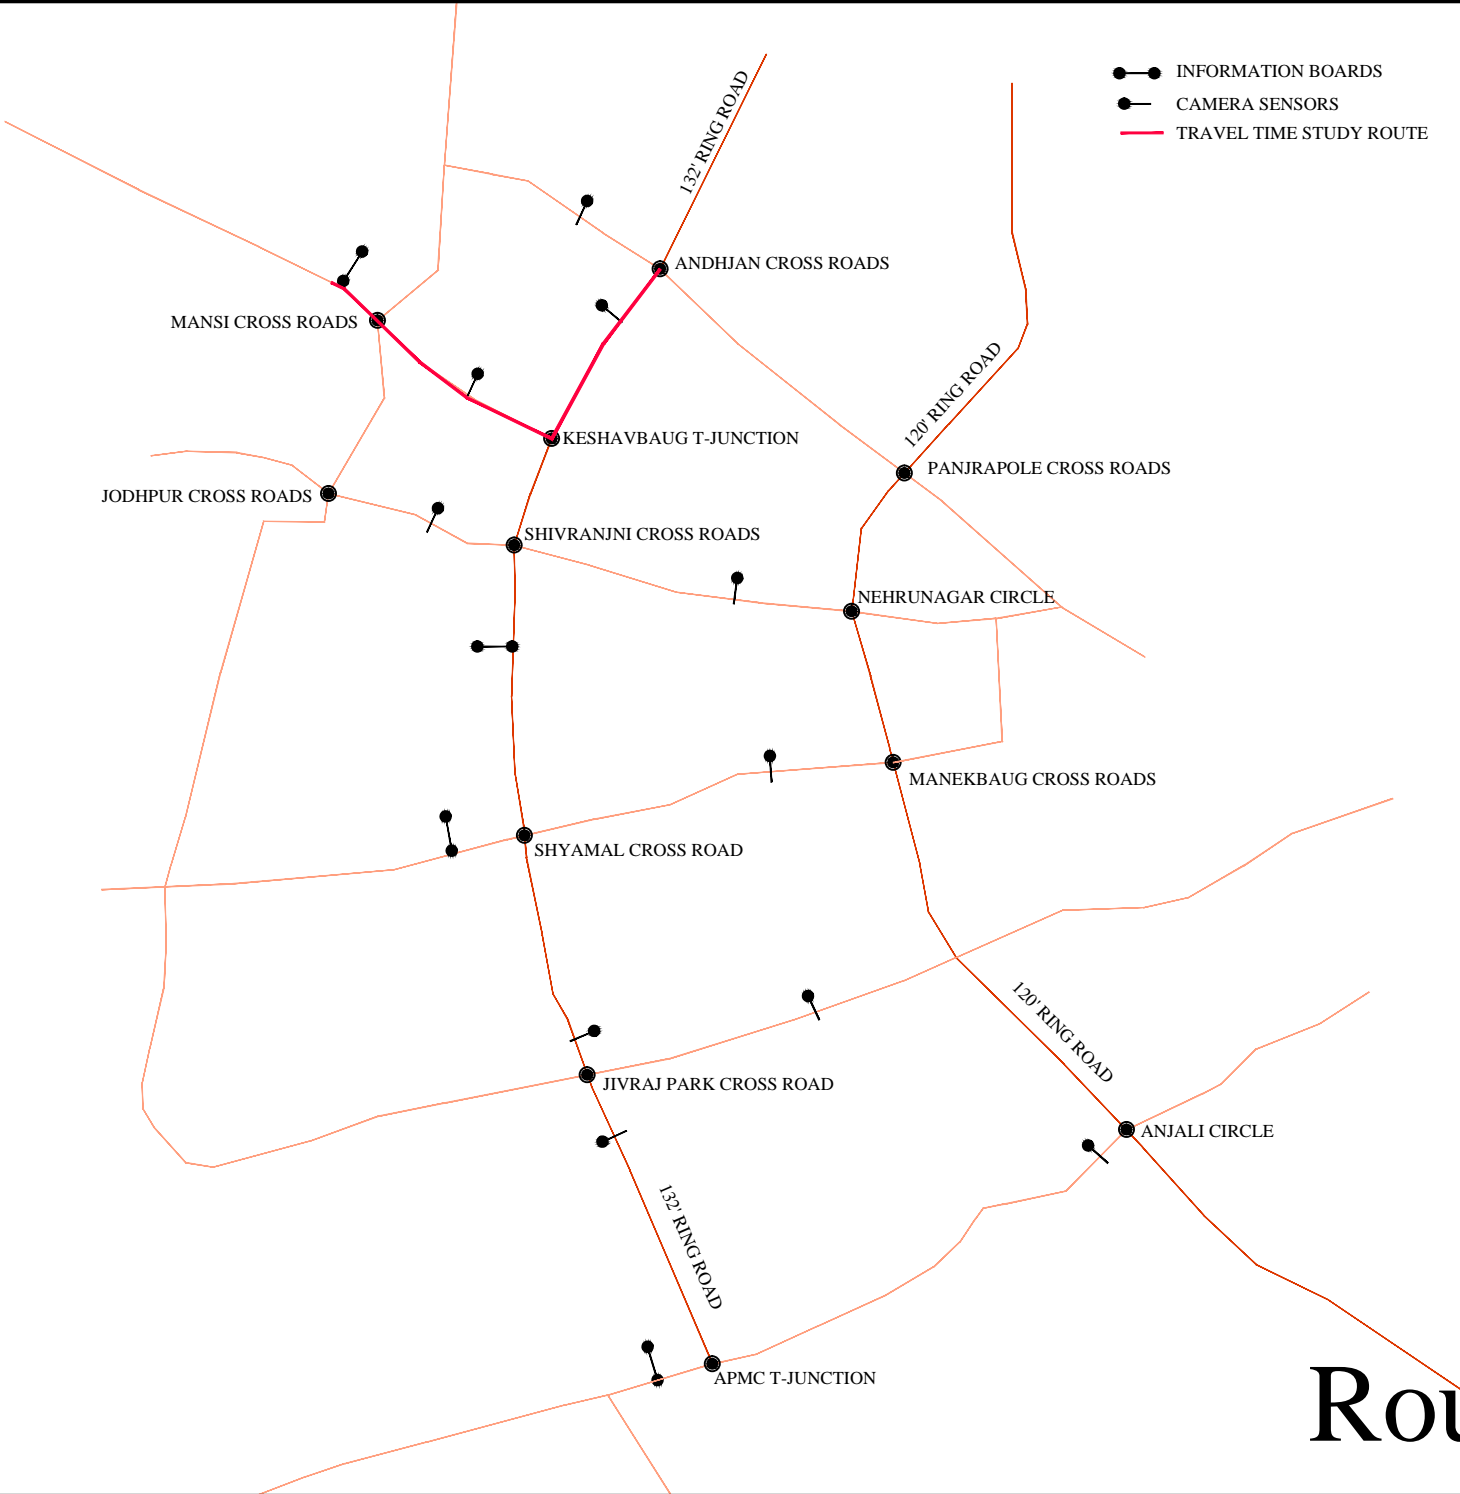 INFORMATION BOARDS
CAMERA SENSORS
TRAVEL TIME STUDY ROUTE
132' RING ROAD
ANDHJAN CROSS ROADS
MANSI CROSS ROADS
120' RING ROAD
KESHAVBAUG T-JUNCTION
PANJRAPOLE CROSS ROADS
JODHPUR CROSS ROADS
SHIVRANJNI CROSS ROADS
NEHRUNAGAR CIRCLE
MANEKBAUG CROSS ROADS
SHYAMAL CROSS ROAD
120' RING ROAD
JIVRAJ PARK CROSS ROAD
ANJALI CIRCLE
132' RING ROAD
APMC T-JUNCTION